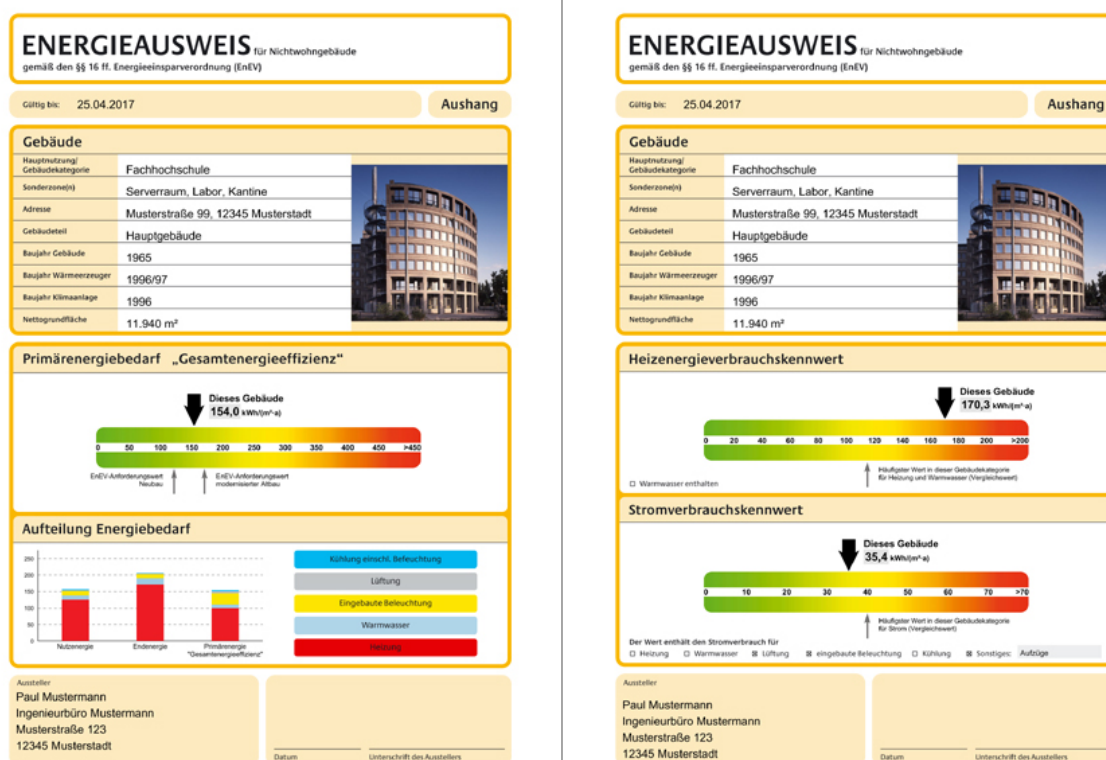 ENERGIEAUSWEIS für Nichtwohngebäude
gemäß den §§ 16 ff. Energieeinsparverordnung (EnEV)
Gültig bis: 25.04.2017
Aushang
Gebäude
Hauptnutzung/
Gebäudekategorie Fachhochschule
Sonderzone(n) Serverraum, Labor, Kantine
Adresse Musterstraße 99, 12345 Musterstadt
Gebäudeteil Hauptgebäude
Baujahr Gebäude 1965
Baujahr Wärmeerzeuger 1996/97
Baujahr Klimaanlage 1996
Nettogrundfläche 11.940 m²
Primärenergiebedarf „Gesamtenergieeffizienz“
Dieses Gebäude
154,0 kWh/(m²·a)
0 50 100 150 200 250 300 350 400 450 >450
EnEV-Anforderungswert
Neubau
EnEV-Anforderungswert
modernisierter Altbau
Aufteilung Energiebedarf
250
200
150
100
50
0
Nutzenergie
Endenergie
Primärenergie
"Gesamtenergieeffizienz"
Kühlung einschl. Befeuchtung
Lüftung
Eingebaute Beleuchtung
Warmwasser
Heizung
Aussteller
Paul Mustermann
Ingenieurbüro Mustermann
Musterstraße 123
12345 Musterstadt
Datum
Unterschrift des Ausstellers
ENERGIEAUSWEIS für Nichtwohngebäude
gemäß den §§ 16 ff. Energieeinsparverordnung (EnEV)
Gültig bis: 25.04.2017
Aushang
Gebäude
Hauptnutzung/
Gebäudekategorie Fachhochschule
Sonderzone(n) Serverraum, Labor, Kantine
Adresse Musterstraße 99, 12345 Musterstadt
Gebäudeteil Hauptgebäude
Baujahr Gebäude 1965
Baujahr Wärmeerzeuger 1996/97
Baujahr Klimaanlage 1996
Nettogrundfläche 11.940 m²
Heizenergieverbrauchskennwert
Dieses Gebäude
170,3 kWh/(m²·a)
0 20 40 60 80 100 120 140 160 180 200 >200
Häufigster Wert in dieser Gebäudekategorie
für Heizung und Warmwasser (Vergleichswert)
Warmwasser enthalten
Stromverbrauchskennwert
Dieses Gebäude
35,4 kWh/(m²·a)
0 10 20 30 40 50 60 70 >70
Häufigster Wert in dieser Gebäudekategorie
für Strom (Vergleichswert)
Der Wert enthält den Stromverbrauch für
Heizung Warmwasser Lüftung eingebaute Beleuchtung Kühlung Sonstiges: Aufzüge
Aussteller
Paul Mustermann
Ingenieurbüro Mustermann
Musterstraße 123
12345 Musterstadt
Datum
Unterschrift des Ausstellers